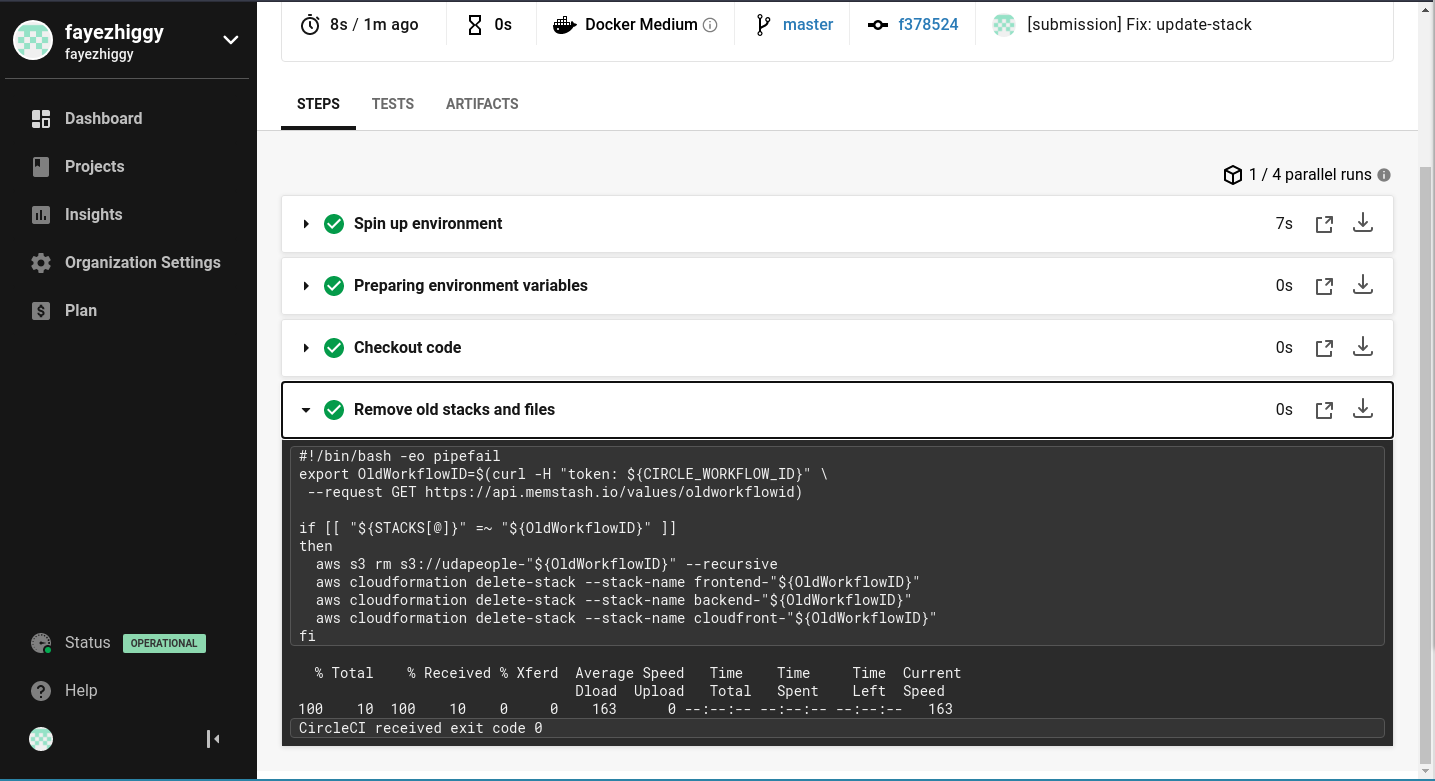 fayezhiggy
fayezhiggy
Dashboard
Projects
Insights
Organization Settings
Plan
Status OPERATIONAL
Help
8s / 1m ago 0s Docker Medium master f378524 [submission] Fix: update-stack
STEPS TESTS ARTIFACTS
1 / 4 parallel runs
Spin up environment 7s
Preparing environment variables 0s
Checkout code 0s
Remove old stacks and files 0s
#!/bin/bash -eo pipefail
export OldWorkflowID=$(curl -H "token: ${CIRCLE_WORKFLOW_ID}" \
 --request GET https://api.memstash.io/values/oldworkflowid)
if [[ "${STACKS[@]}" =~ "${OldWorkflowID}" ]]
then
  aws s3 rm s3://udapeople-"${OldWorkflowID}" --recursive
  aws cloudformation delete-stack --stack-name frontend-"${OldWorkflowID}"
  aws cloudformation delete-stack --stack-name backend-"${OldWorkflowID}"
  aws cloudformation delete-stack --stack-name cloudfront-"${OldWorkflowID}"
fi
  % Total    % Received % Xferd  Average Speed   Time    Time     Time  Current
                                 Dload  Upload   Total   Spent    Left  Speed
100    10  100    10    0     0    163      0 --:--:-- --:--:-- --:--:--   163
CircleCI received exit code 0